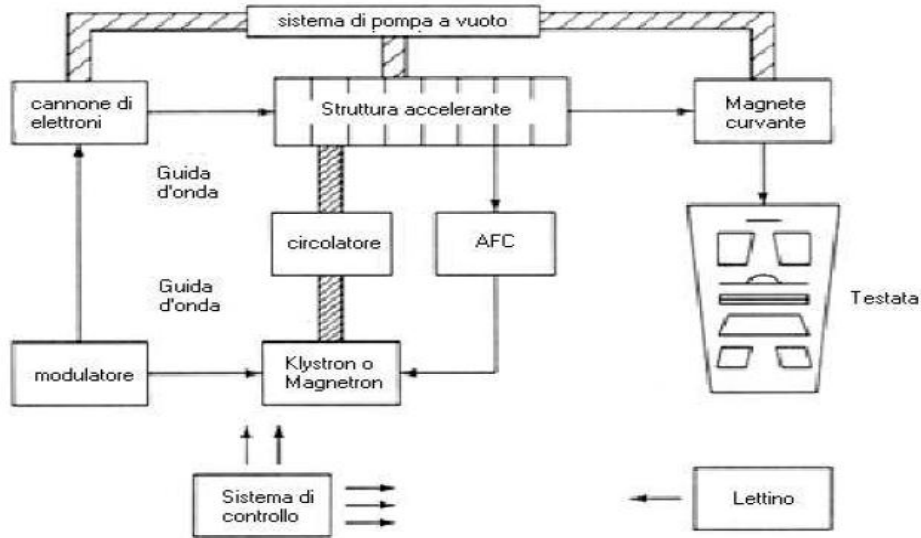 sistema di pompa a vuoto
cannone di
elettroni
Struttura accelerante
Magnete
curvante
Guida
d'onda
circolatore
AFC
Guida
d'onda
Testata
modulatore
Klystron o
Magnetron
Sistema di
controllo
Lettino